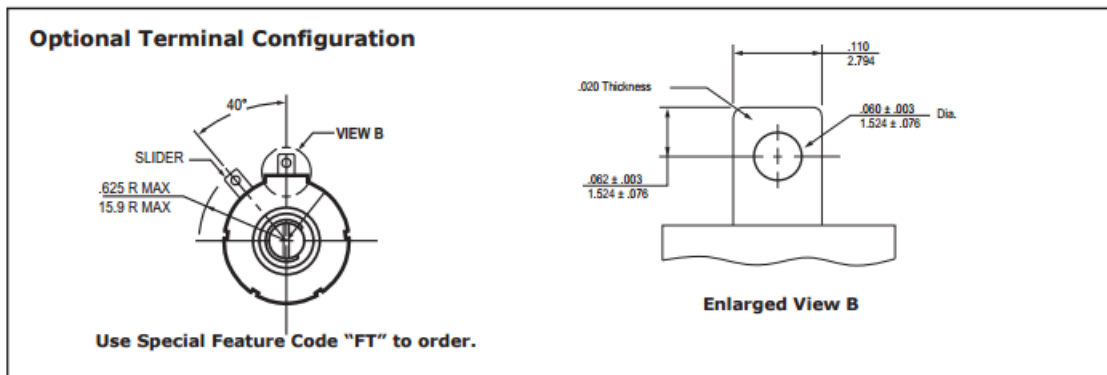 Optional Terminal Configuration
40°
VIEW B
SLIDER
.625 R MAX
15.9 R MAX
Use Special Feature Code “FT” to order.
.110
2.794
.020 Thickness
.060 ± .003
1.524 ± .076
Dia.
.062 ± .003
1.524 ± .076
Enlarged View B